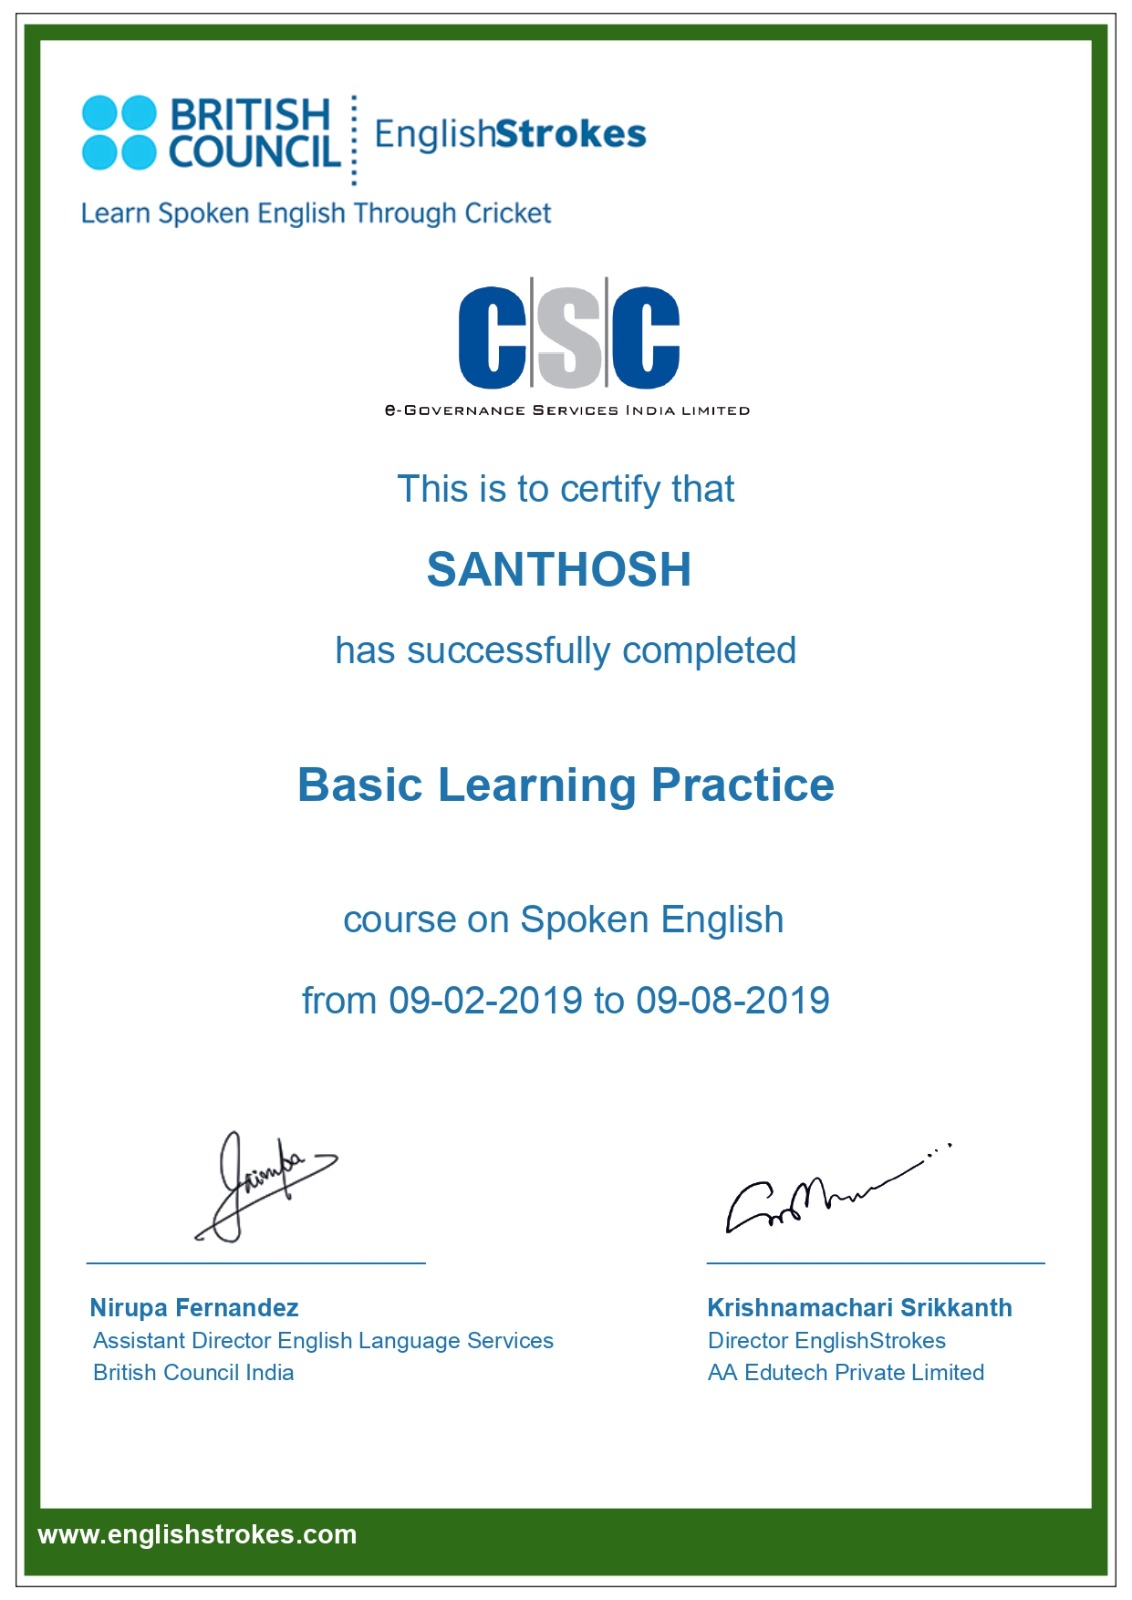 BRITISH
COUNCIL
EnglishStrokes
Learn Spoken English Through Cricket
CSC
e-Governance Services India Limited
This is to certify that
SANTHOSH
has successfully completed
Basic Learning Practice
course on Spoken English
from 09-02-2019 to 09-08-2019
Nirupa
Nirupa Fernandez
Assistant Director English Language Services
British Council India
Krishnamachari Srikkanth
Director EnglishStrokes
AA Edutech Private Limited
www.englishstrokes.com